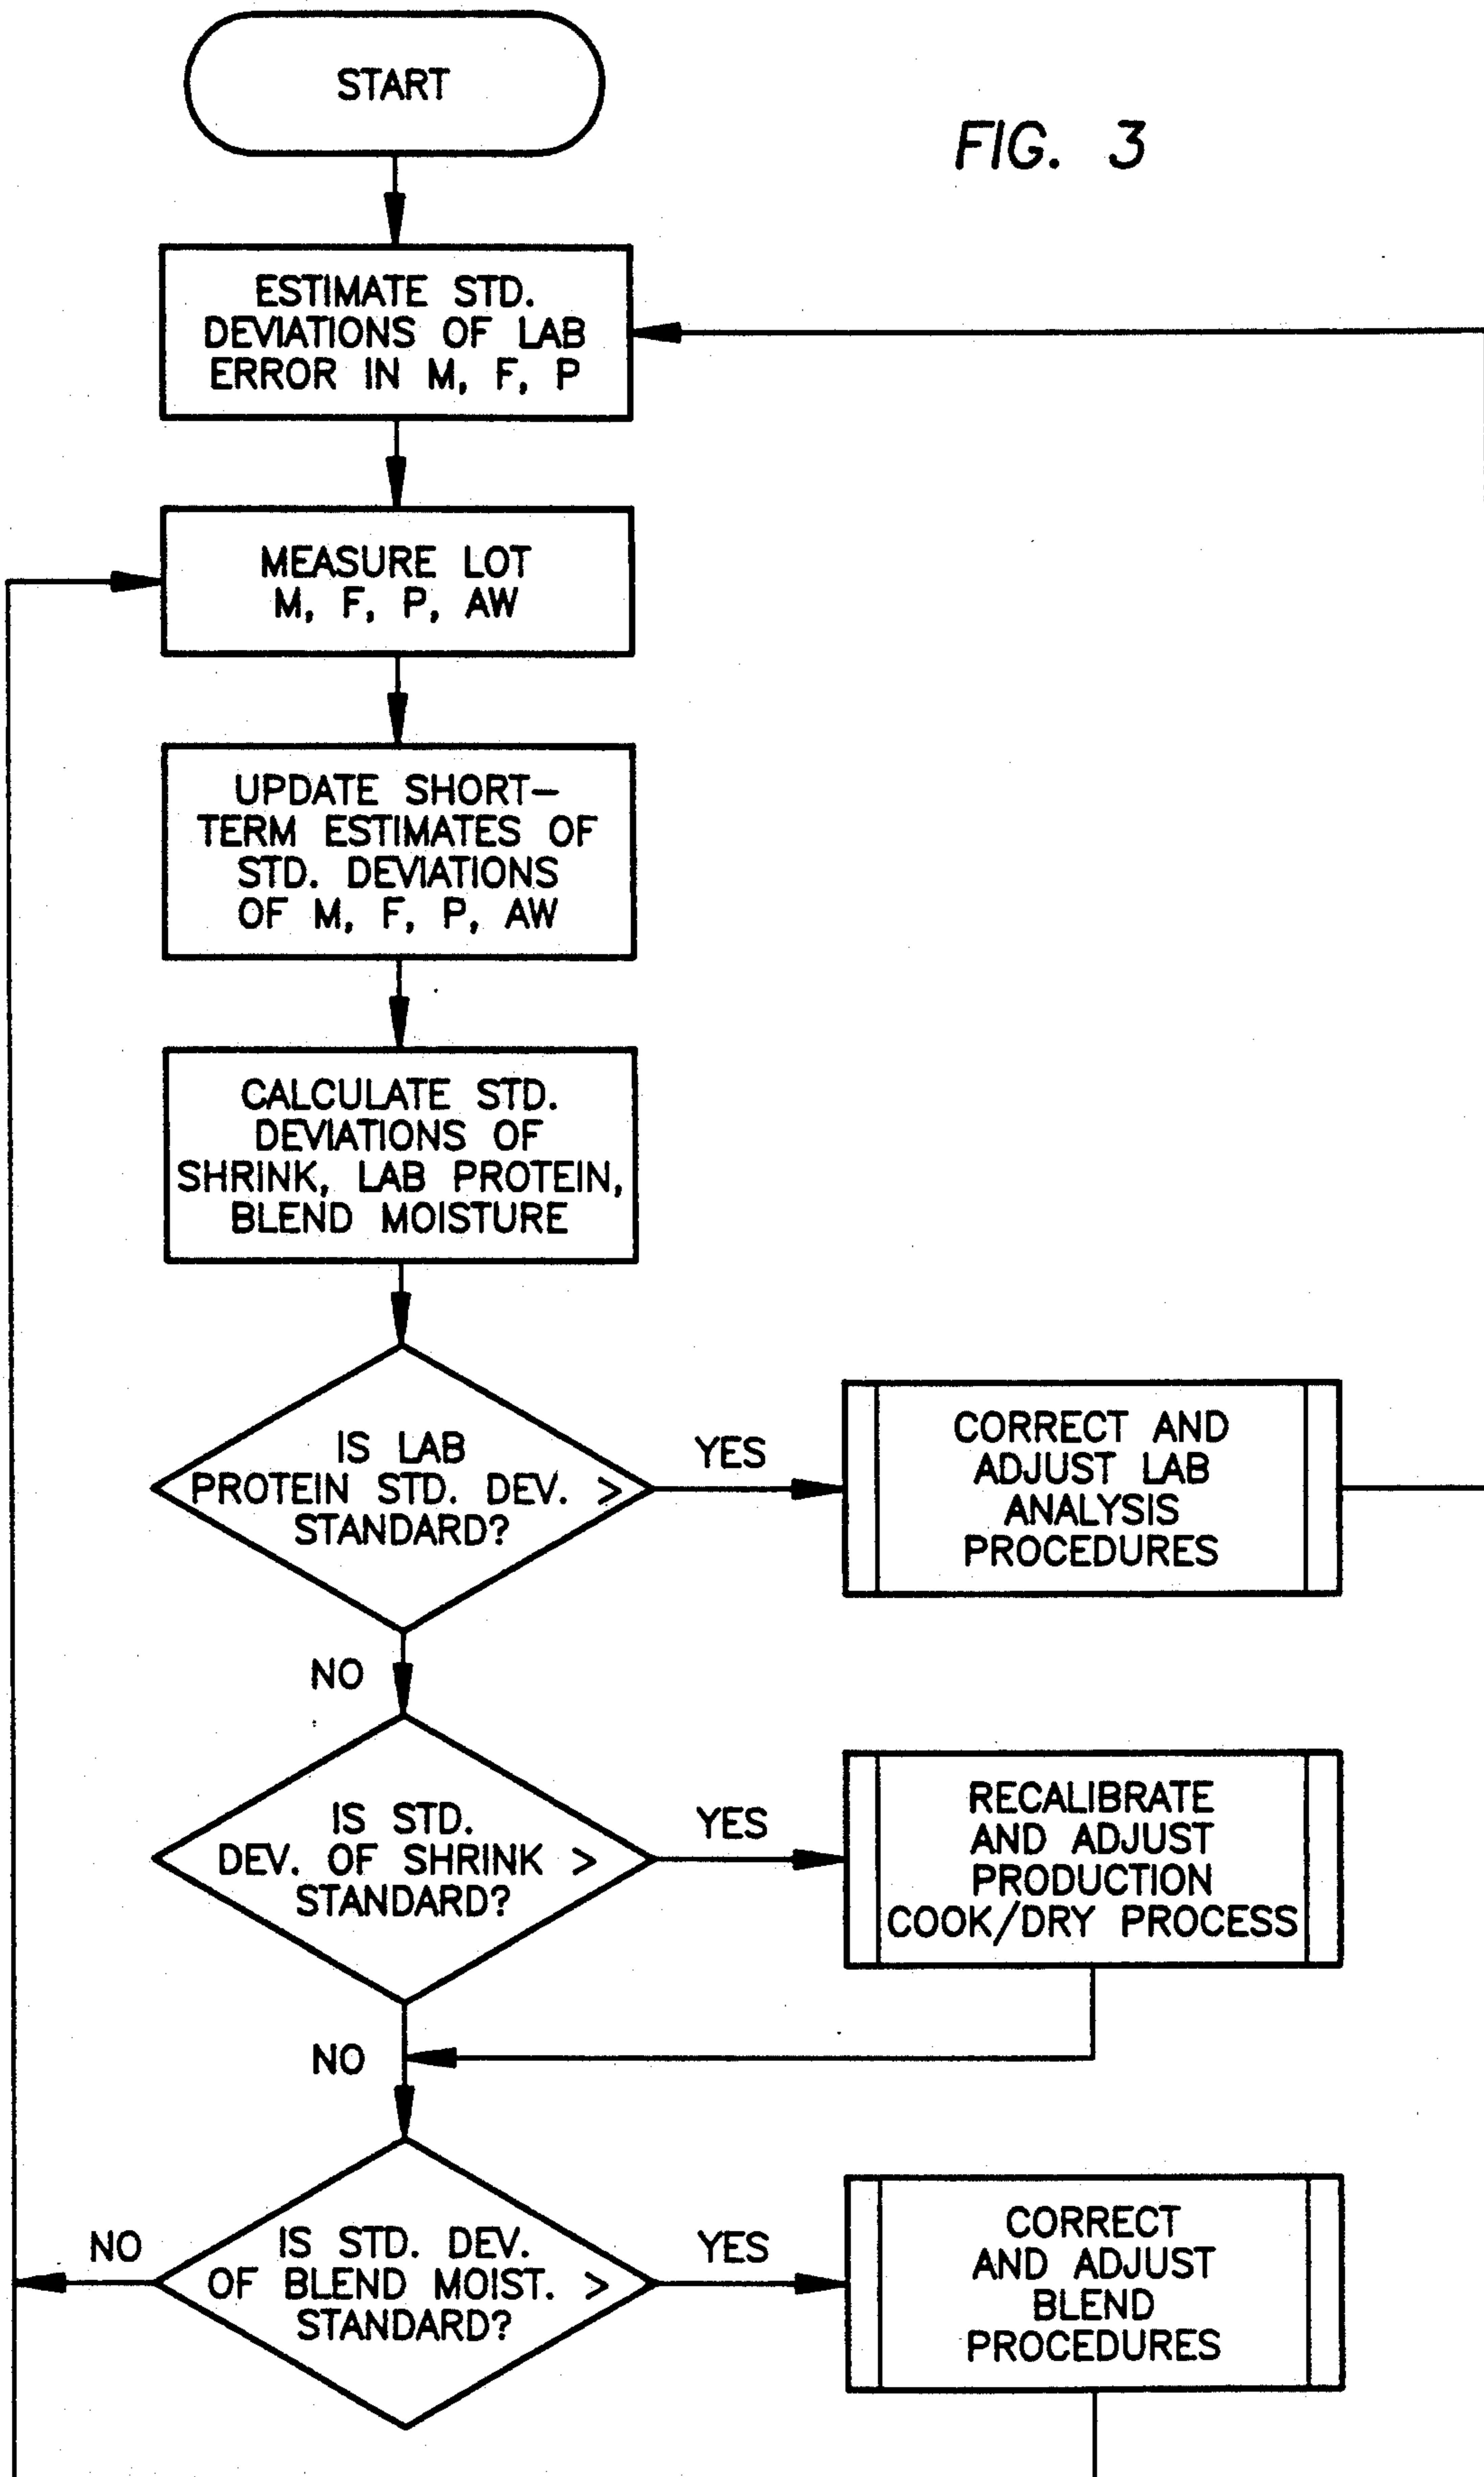 START
FIG. 3
ESTIMATE STD.
DEVIATIONS OF LAB
ERROR IN M, F, P
MEASURE LOT
M, F, P, AW
UPDATE SHORT–
TERM ESTIMATES OF
STD. DEVIATIONS
OF M, F, P, AW
CALCULATE STD.
DEVIATIONS OF
SHRINK, LAB PROTEIN,
BLEND MOISTURE
IS LAB
PROTEIN STD. DEV. >
STANDARD?
YES
CORRECT AND
ADJUST LAB
ANALYSIS
PROCEDURES
NO
IS STD.
DEV. OF SHRINK >
STANDARD?
YES
RECALIBRATE
AND ADJUST
PRODUCTION
COOK/DRY PROCESS
NO
NO
IS STD. DEV.
OF BLEND MOIST. >
STANDARD?
YES
CORRECT
AND ADJUST
BLEND
PROCEDURES